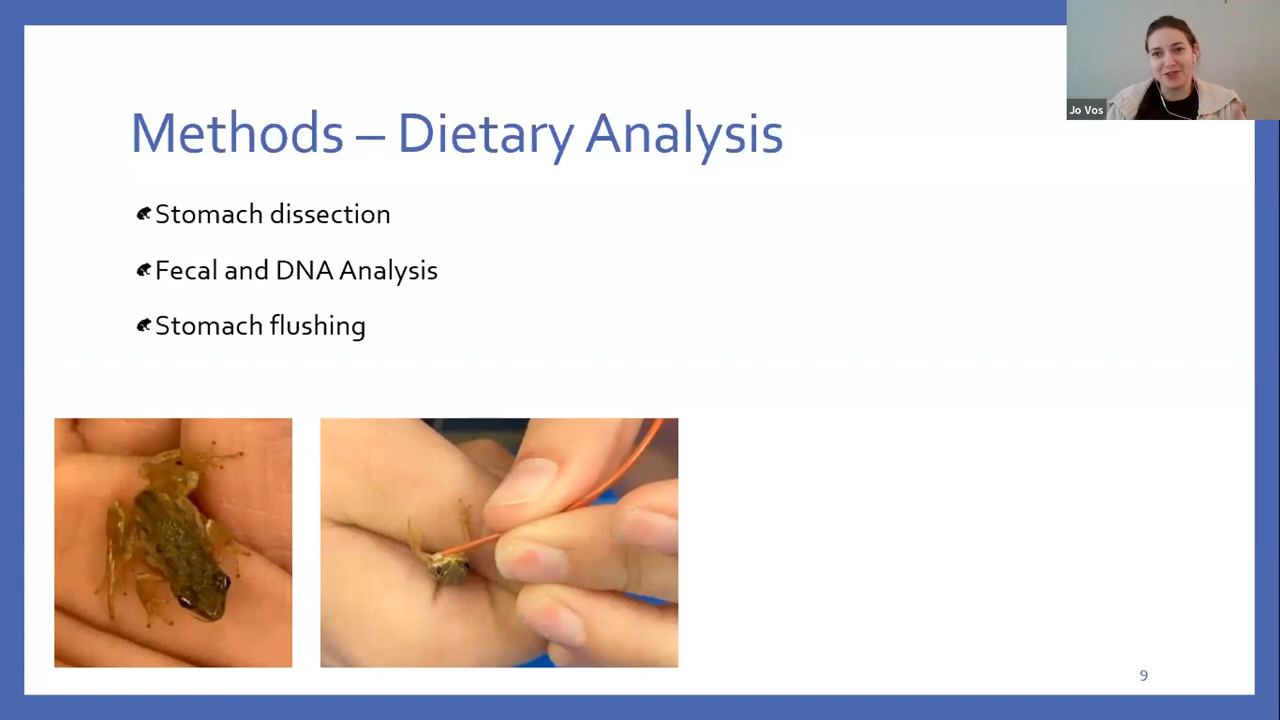 Methods – Dietary Analysis
Stomach dissection
Fecal and DNA Analysis
Stomach flushing
Jo Vos
9